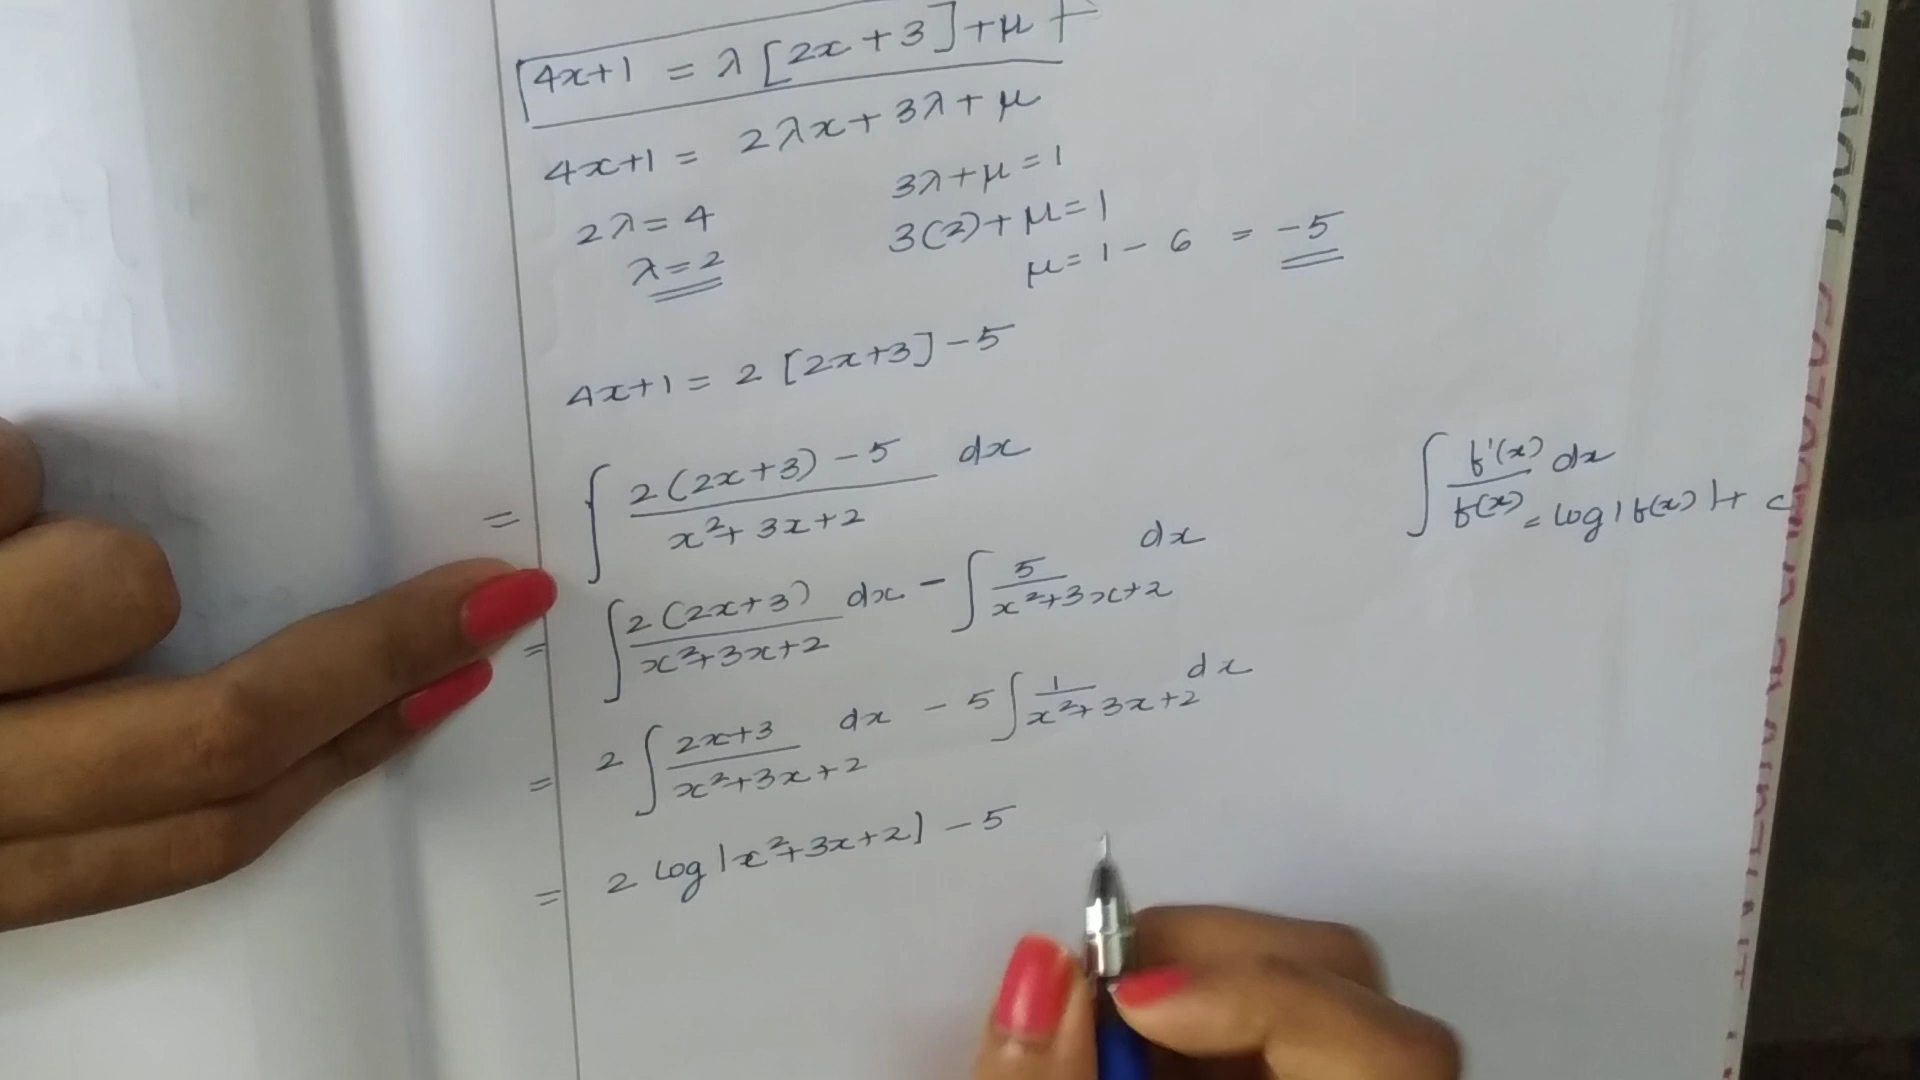 4x+1 = λ[2x+3]+μ
4x+1 = 2λx+3λ+μ
2λ=4
λ=2
3λ+μ=1
3(2)+μ=1
μ=1-6 = -5
4x+1= 2[2x+3]-5
= ∫ (2(2x+3)-5)/(x²+3x+2) dx
∫ f'(x)/f(x) dx
= log|f(x)|+ c
= ∫ 2(2x+3)/(x²+3x+2) dx - ∫ 5/(x²+3x+2) dx
= 2 ∫ (2x+3)/(x²+3x+2) dx - 5 ∫ 1/(x²+3x+2) dx
= 2 log|x²+3x+2| - 5